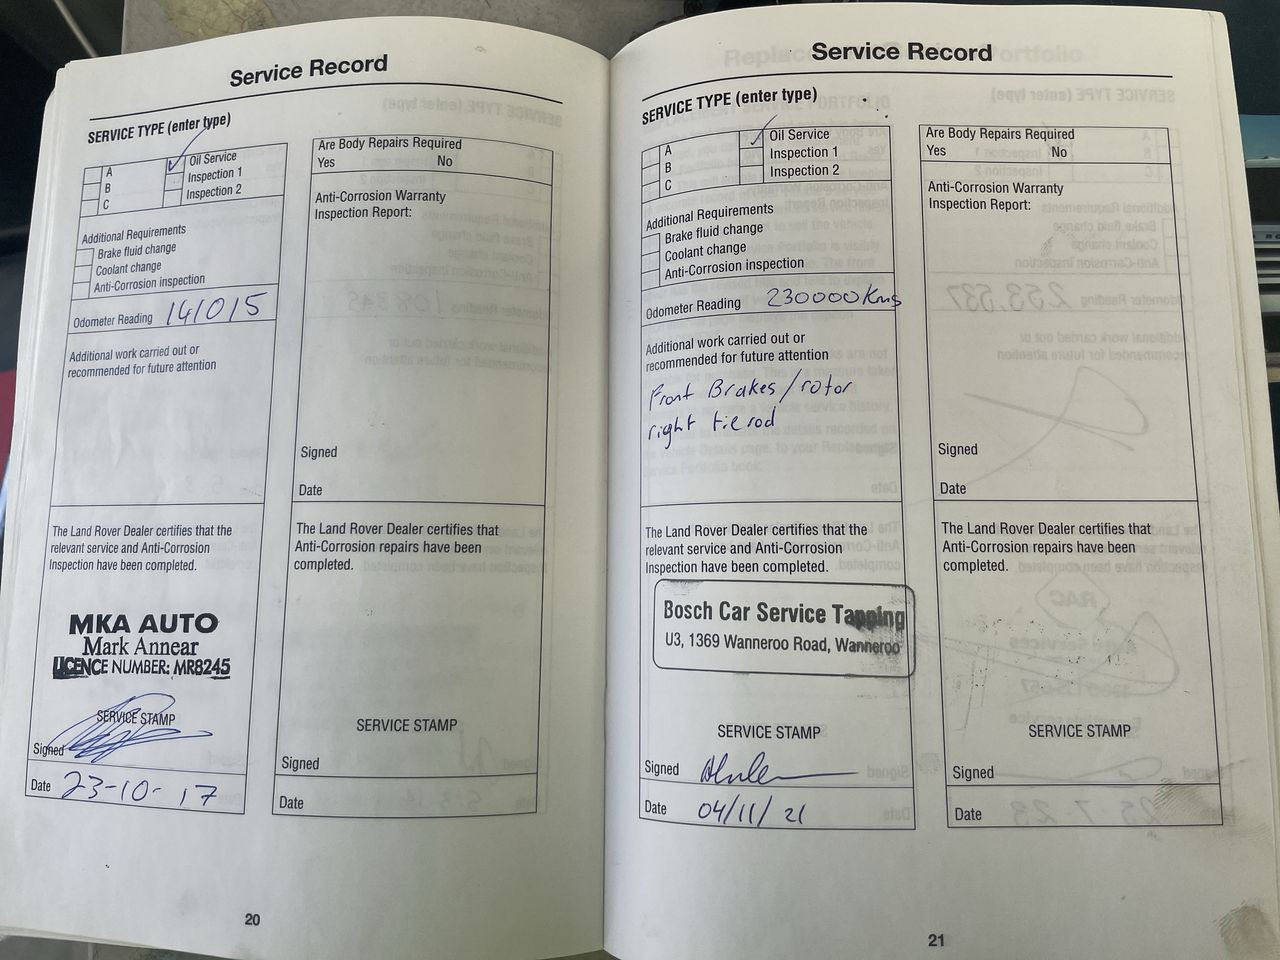 Service Record
SERVICE TYPE (enter type)
A
B
C
Oil Service
Inspection 1
Inspection 2
Additional Requirements
Brake fluid change
Coolant change
Anti-Corrosion inspection
Odometer Reading 141015
Additional work carried out or
recommended for future attention
The Land Rover Dealer certifies that the
relevant service and Anti-Corrosion
Inspection have been completed.
MKA AUTO
Mark Annear
LICENCE NUMBER: MR8245
SERVICE STAMP
Signed
Date 23-10-17
Are Body Repairs Required
Yes No
Anti-Corrosion Warranty
Inspection Report:
Signed
Date
The Land Rover Dealer certifies that
Anti-Corrosion repairs have been
completed.
SERVICE STAMP
Signed
Date
20
Service Record
SERVICE TYPE (enter type)
A
B
C
Oil Service
Inspection 1
Inspection 2
Additional Requirements
Brake fluid change
Coolant change
Anti-Corrosion inspection
Odometer Reading 230000 Kms
Additional work carried out or
recommended for future attention
Front Brakes/rotor
right tie rod
The Land Rover Dealer certifies that the
relevant service and Anti-Corrosion
Inspection have been completed.
Bosch Car Service Tapping
U3, 1369 Wanneroo Road, Wanneroo
SERVICE STAMP
Signed
Date 04/11/21
Are Body Repairs Required
Yes No
Anti-Corrosion Warranty
Inspection Report:
Signed
Date
The Land Rover Dealer certifies that
Anti-Corrosion repairs have been
completed.
SERVICE STAMP
Signed
Date
21